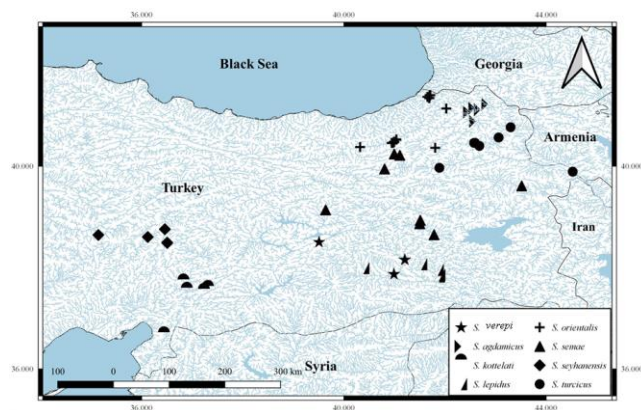 36.000 40.000 44.000
Black Sea
Georgia
Armenia
40.000 40.000
Turkey
Iran
S. verepi S. orientalis
S. agdamicus S. semae
S. kottelati S. seyhanensis
S. lepidus S. turcicus
Syria
36.000 36.000
100 0 100 200 300 km
36.000 40.000 44.000